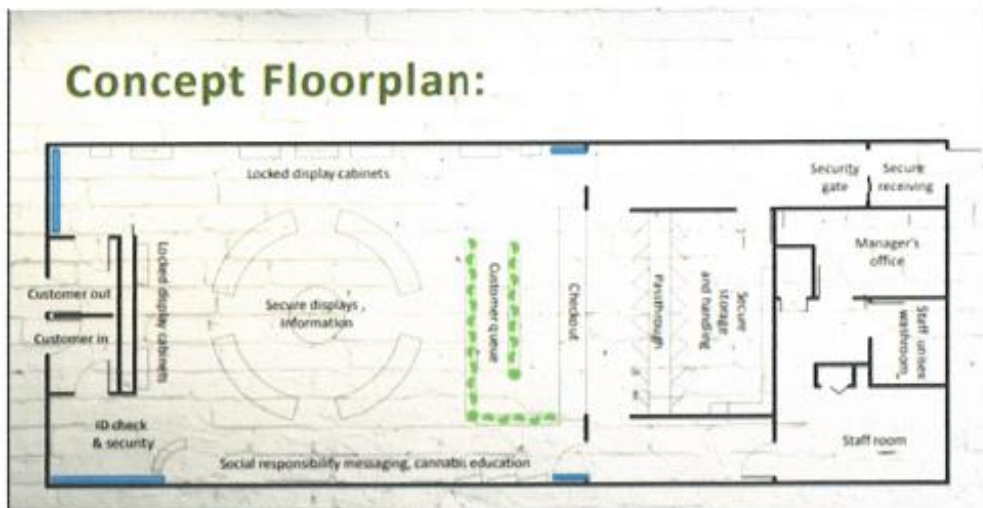 Concept Floorplan:
Locked display cabinets
Security
gate
Secure
receiving
Manager's
office
Customer out
Customer in
Locked display cabinets
Secure displays,
Information
Customer queue
Checkout
Passthrough
Secure
storage
and handing
Staff unisex
washroom
ID check
& security
Social responsibility messaging, cannabis education
Staff room